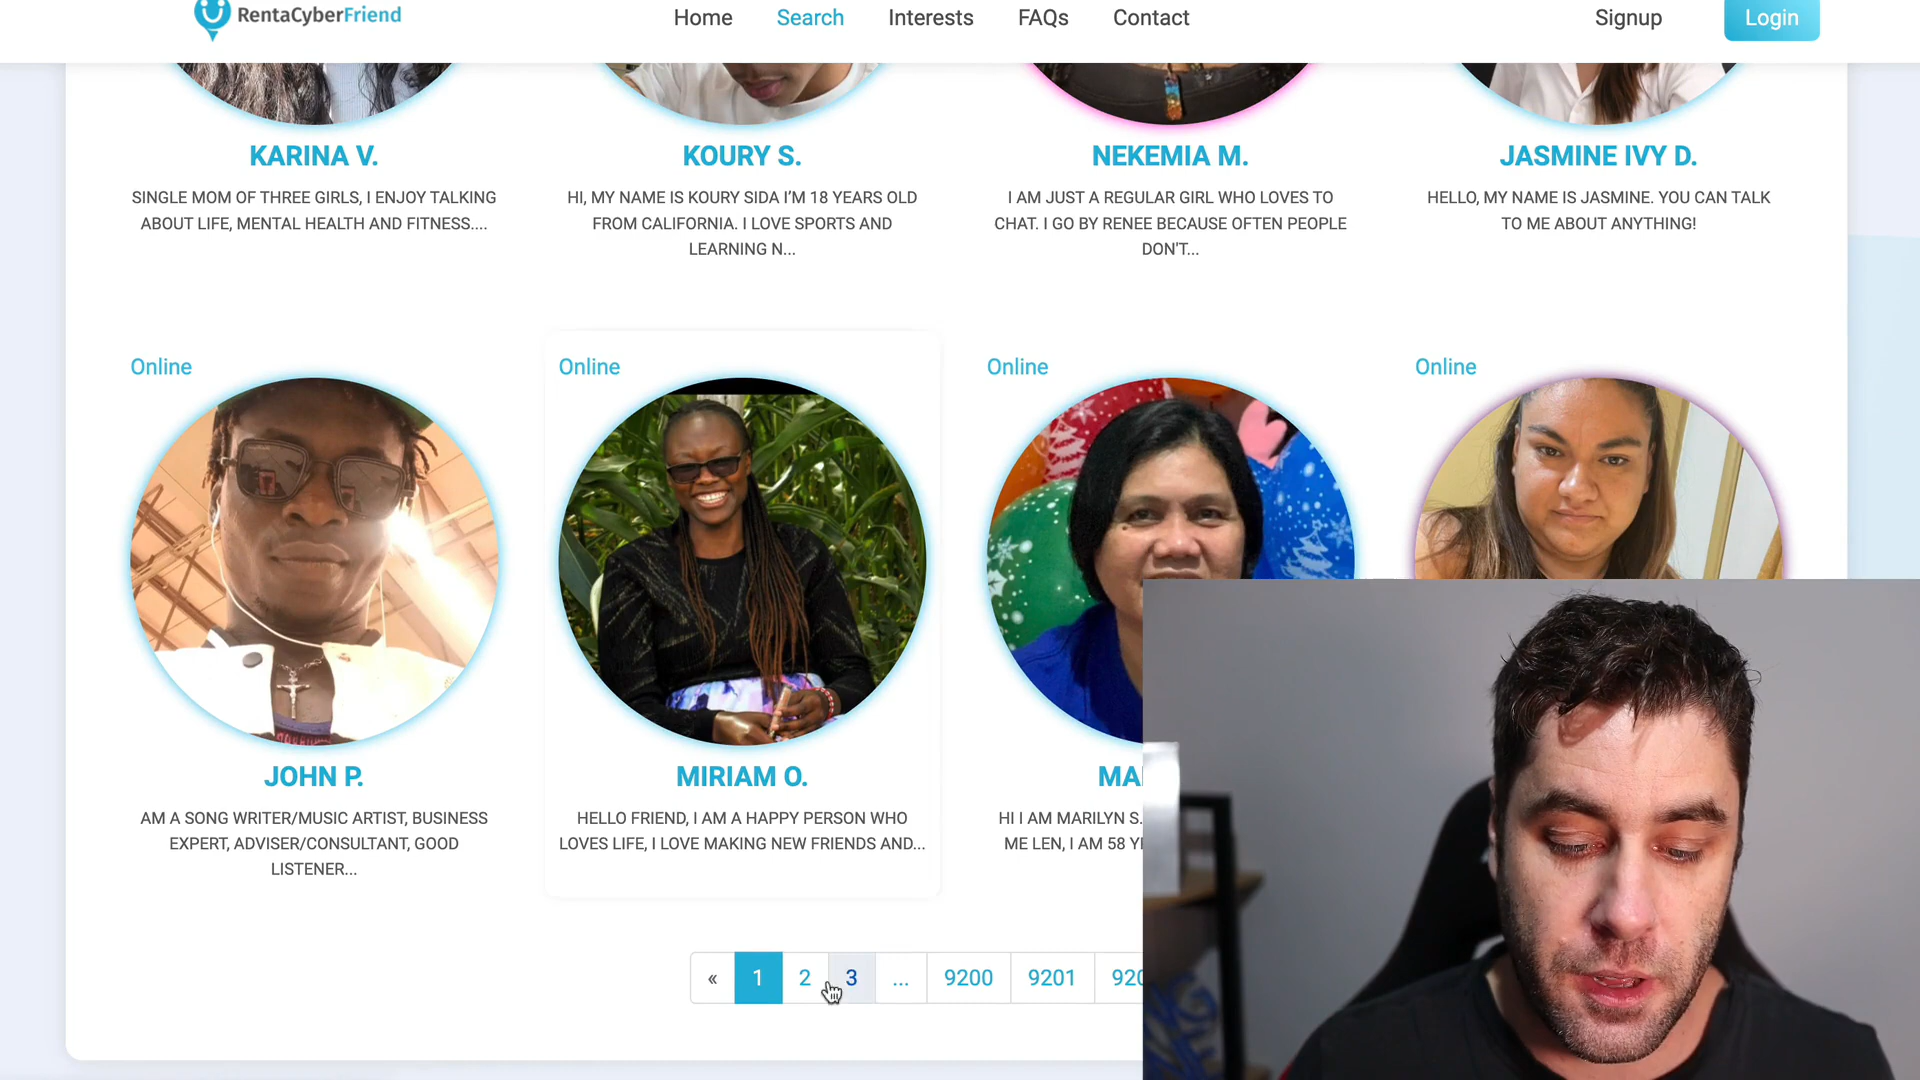 RentaCyberFriend
Home Search Interests FAQs Contact Signup Login
KARINA V.
SINGLE MOM OF THREE GIRLS, I ENJOY TALKING
ABOUT LIFE, MENTAL HEALTH AND FITNESS....
KOURY S.
HI, MY NAME IS KOURY SIDA I'M 18 YEARS OLD
FROM CALIFORNIA. I LOVE SPORTS AND
LEARNING N...
NEKEMIA M.
I AM JUST A REGULAR GIRL WHO LOVES TO
CHAT. I GO BY RENEE BECAUSE OFTEN PEOPLE
DON'T...
JASMINE IVY D.
HELLO, MY NAME IS JASMINE. YOU CAN TALK
TO ME ABOUT ANYTHING!
Online
JOHN P.
AM A SONG WRITER/MUSIC ARTIST, BUSINESS
EXPERT, ADVISER/CONSULTANT, GOOD
LISTENER...
Online
MIRIAM O.
HELLO FRIEND, I AM A HAPPY PERSON WHO
LOVES LIFE, I LOVE MAKING NEW FRIENDS AND...
Online
HI I AM MARILYN S.
ME LEN, I AM 58
Online
« 1 2 3 ... 9200 9201